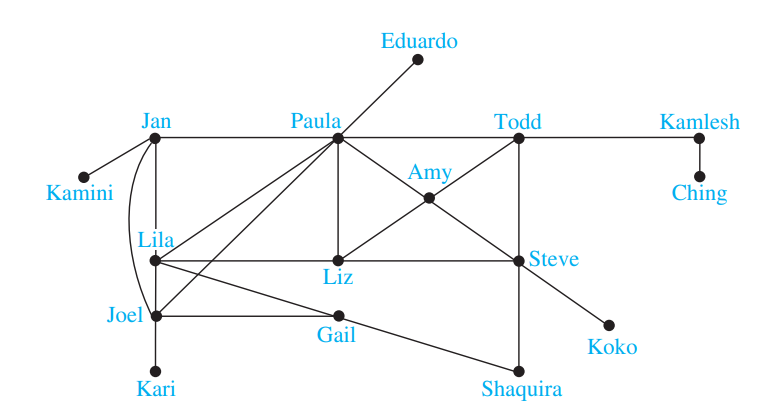 Eduardo
Jan
Paula
Todd
Kamlesh
Amy
Kamini
Ching
Lila
Liz
Steve
Joel
Gail
Koko
Kari
Shaquira